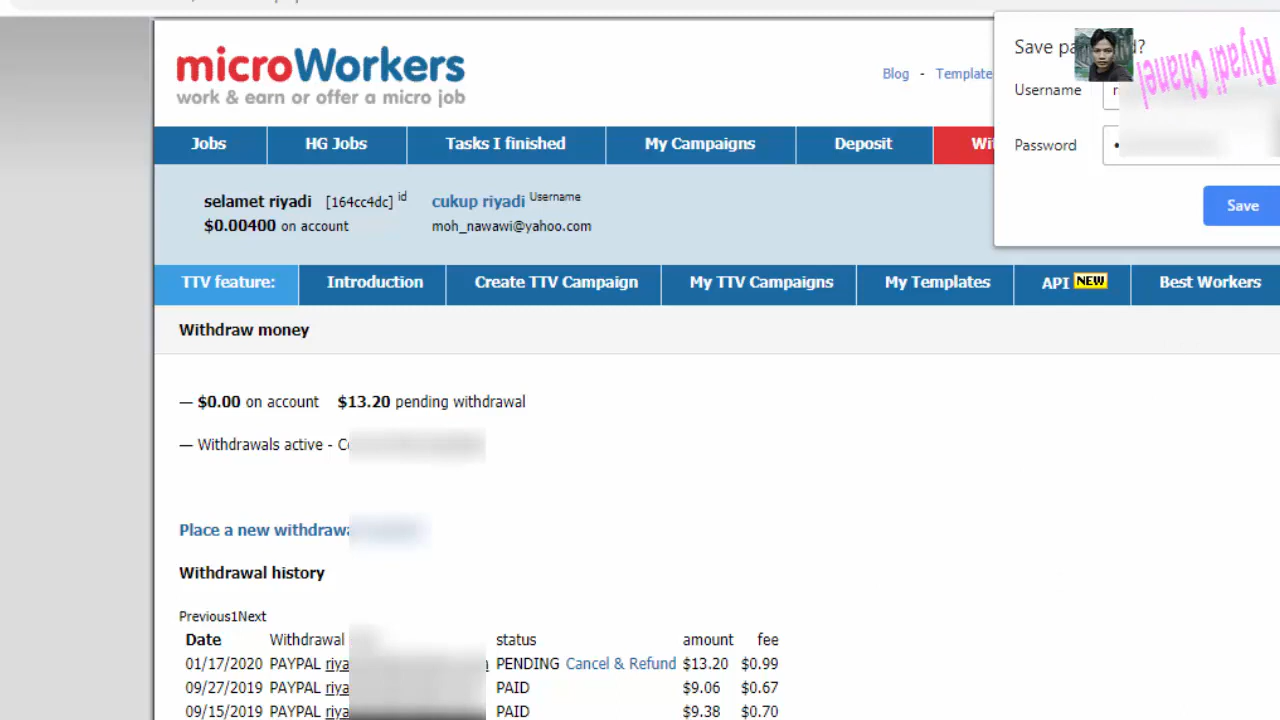 microWorkers
work & earn or offer a micro job
Blog - Template
Save
Riyadi Chanel
Username
Password
Save
Jobs HG Jobs Tasks I finished My Campaigns Deposit
selamet riyadi [164cc4dc] id cukup riyadi Username
$0.00400 on account moh_nawawi@yahoo.com
TTV feature: Introduction Create TTV Campaign My TTV Campaigns My Templates API NEW Best Workers
Withdraw money
— $0.00 on account $13.20 pending withdrawal
— Withdrawals active -
Place a new
Withdrawal history
Previous1Next
Date Withdrawal status amount fee
01/17/2020 PAYPAL riya PENDING Cancel & Refund $13.20 $0.99
09/27/2019 PAYPAL riya PAID $9.06 $0.67
09/15/2019 PAYPAL riya PAID $9.38 $0.70